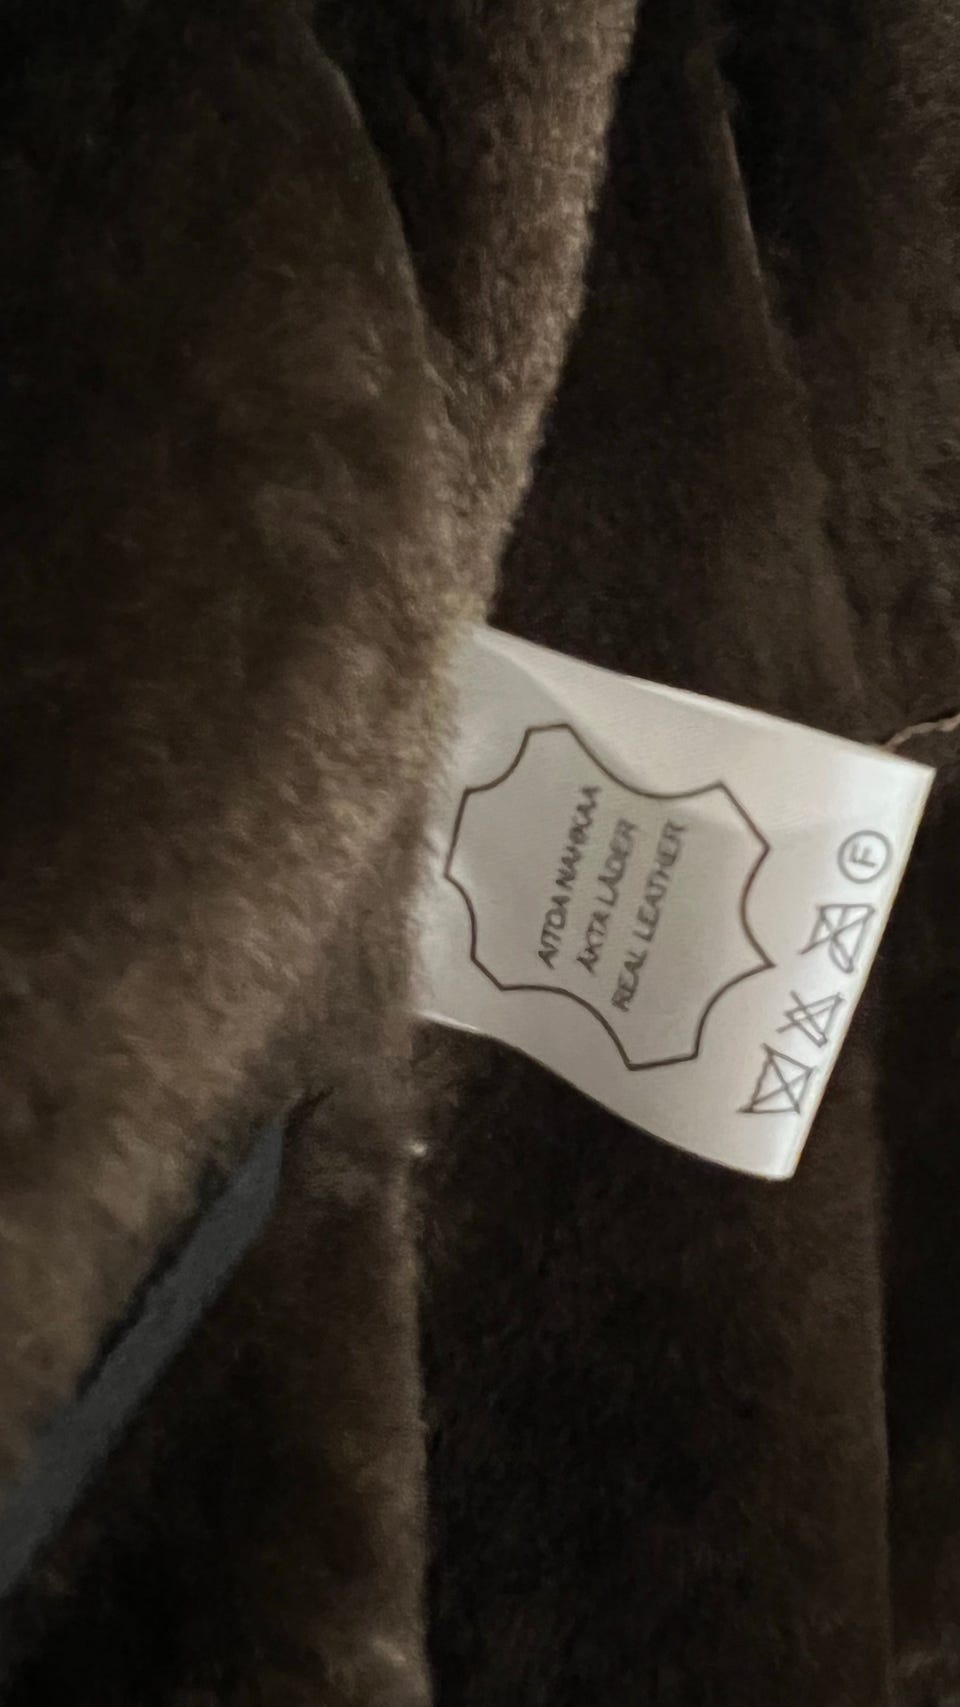 AITOA NAHKAA
ÄKTA LÄDER
REAL LEATHER
F